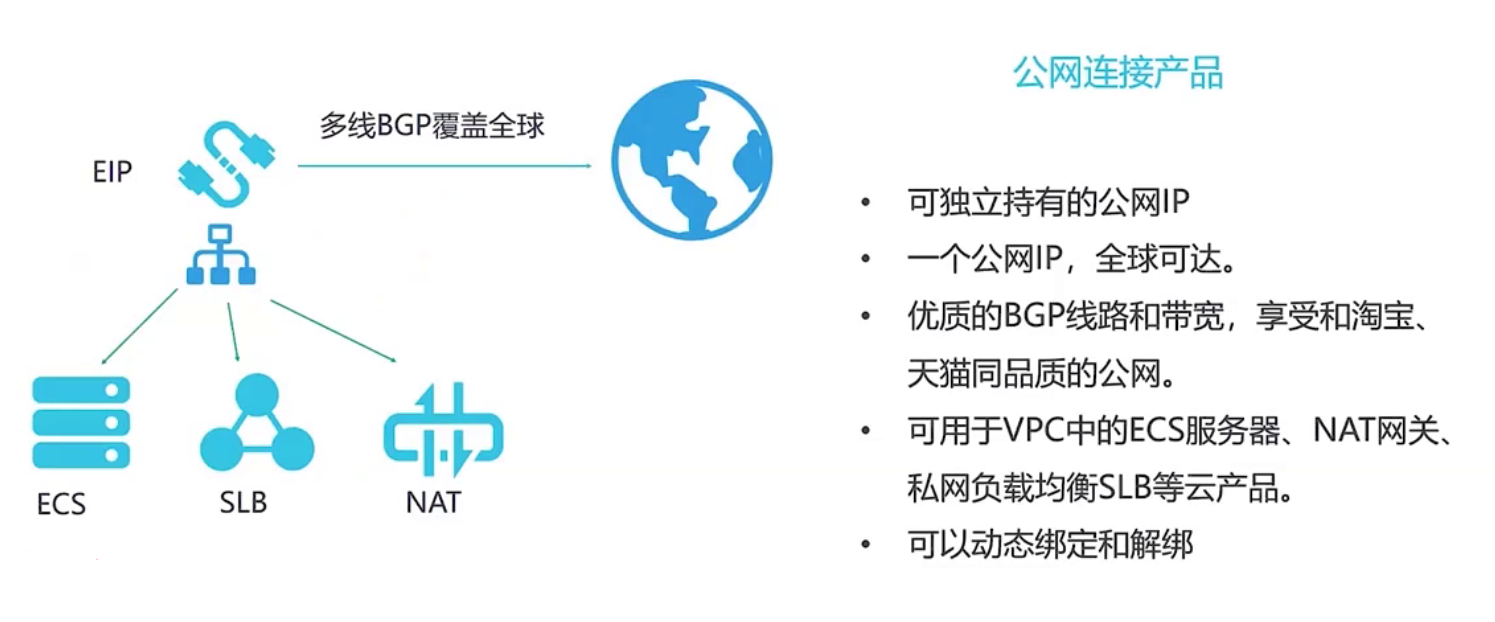 公网连接产品
多线BGP覆盖全球
EIP
ECS
SLB
NAT
• 可独立持有的公网IP
• 一个公网IP，全球可达。
• 优质的BGP线路和带宽，享受和淘宝、
天猫同品质的公网。
• 可用于VPC中的ECS服务器、NAT网关、
私网负载均衡SLB等云产品。
• 可以动态绑定和解绑